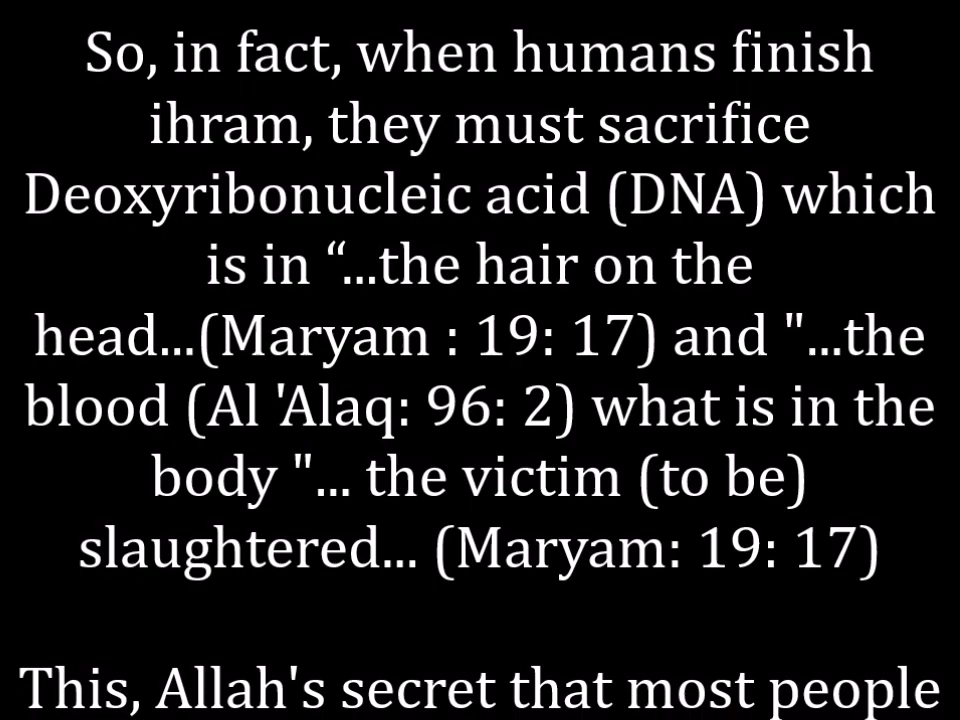 So, in fact, when humans finish
ihram, they must sacrifice
Deoxyribonucleic acid (DNA) which
is in “...the hair on the
head...(Maryam : 19: 17) and "...the
blood (Al 'Alaq: 96: 2) what is in the
body "... the victim (to be)
slaughtered... (Maryam: 19: 17)
This, Allah's secret that most people